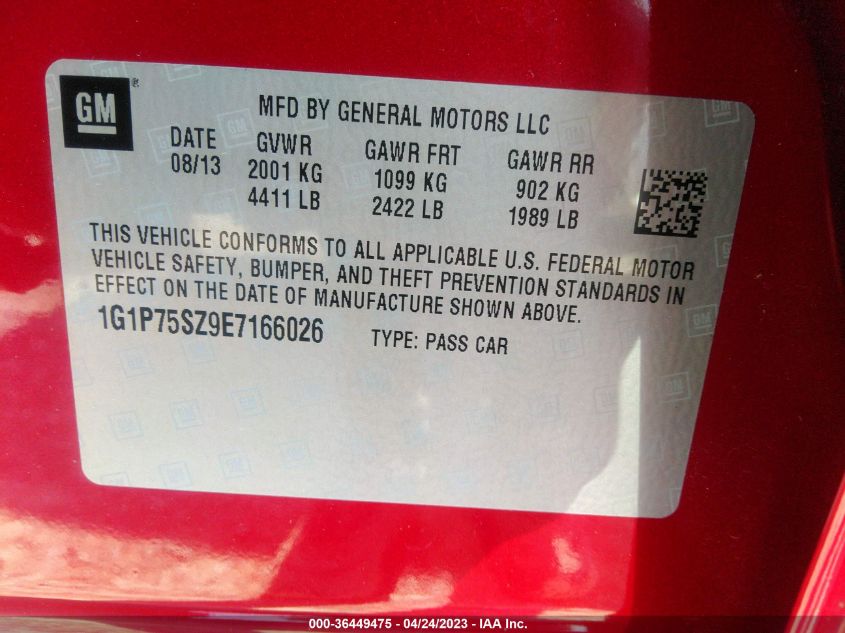 GM
MFD BY GENERAL MOTORS LLC
DATE GVWR GAWR FRT GAWR RR
08/13 2001 KG 1099 KG 902 KG
4411 LB 2422 LB 1989 LB
THIS VEHICLE CONFORMS TO ALL APPLICABLE U.S. FEDERAL MOTOR
VEHICLE SAFETY, BUMPER, AND THEFT PREVENTION STANDARDS IN
EFFECT ON THE DATE OF MANUFACTURE SHOWN ABOVE.
1G1P75SZ9E7166026 TYPE: PASS CAR
000-36449475 - 04/24/2023 - IAA Inc.